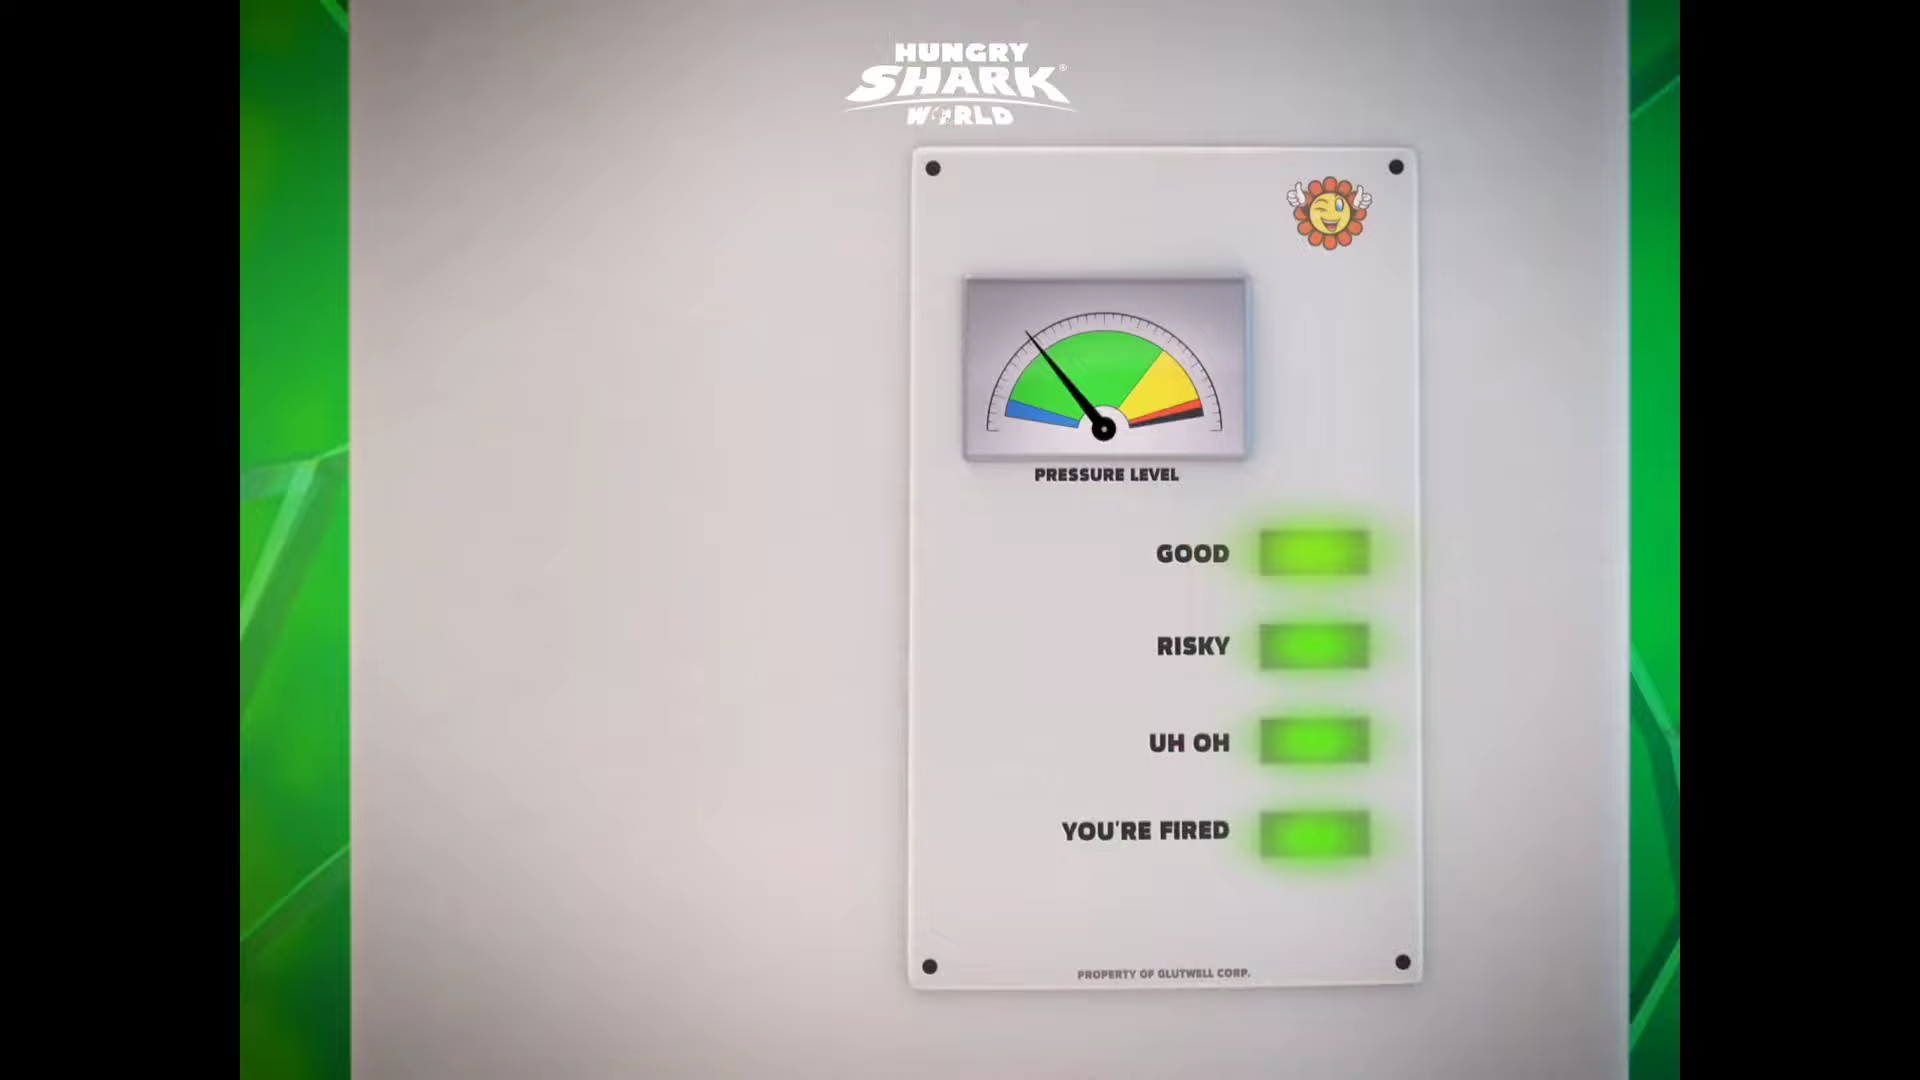 HUNGRY
SHARK®
WORLD
PRESSURE LEVEL
GOOD
RISKY
UH OH
YOU'RE FIRED
PROPERTY OF GLUTWELL CORP.